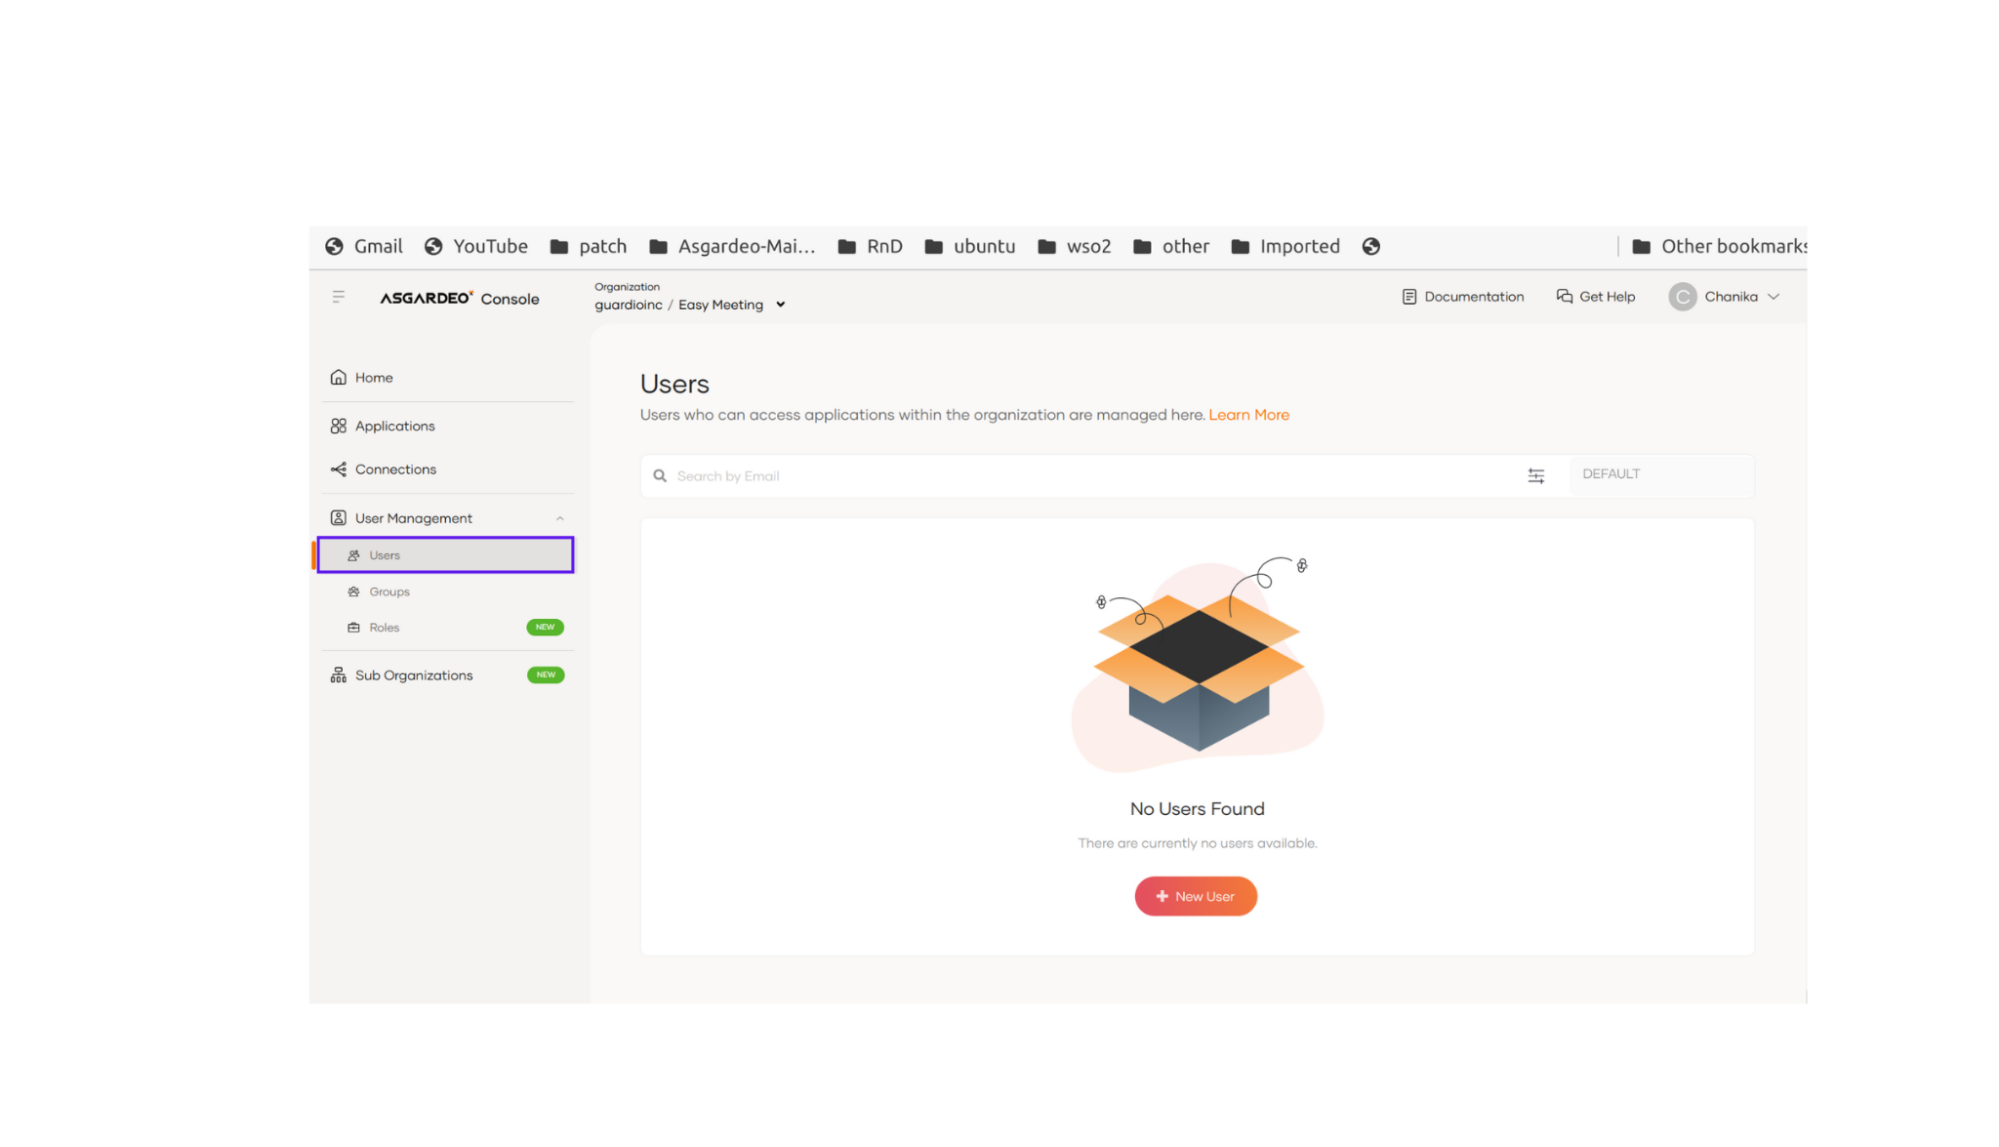 Gmail YouTube patch Asgardeo-Mai... RnD ubuntu wso2 other Imported Other bookmarks
ASGARDEO Console
Organization
guardioinc / Easy Meeting
Documentation Get Help C Chanika
Home
Applications
Connections
User Management
Users
Groups
Roles NEW
Sub Organizations NEW
Users
Users who can access applications within the organization are managed here. Learn More
Search by Email DEFAULT
No Users Found
There are currently no users available.
+ New User